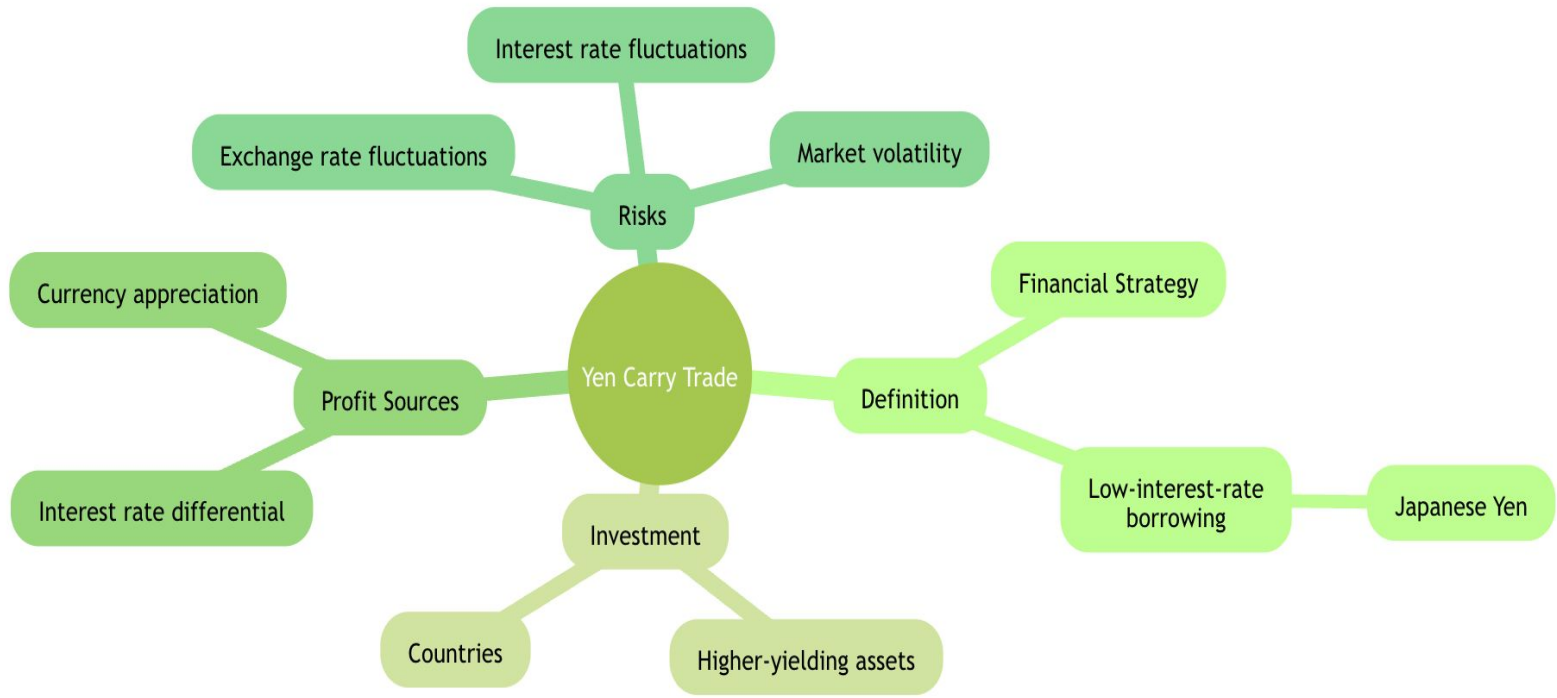 Interest rate fluctuations
Exchange rate fluctuations
Market volatility
Risks
Currency appreciation
Financial Strategy
Yen Carry Trade
Profit Sources
Definition
Interest rate differential
Low-interest-rate
borrowing
Japanese Yen
Investment
Countries
Higher-yielding assets